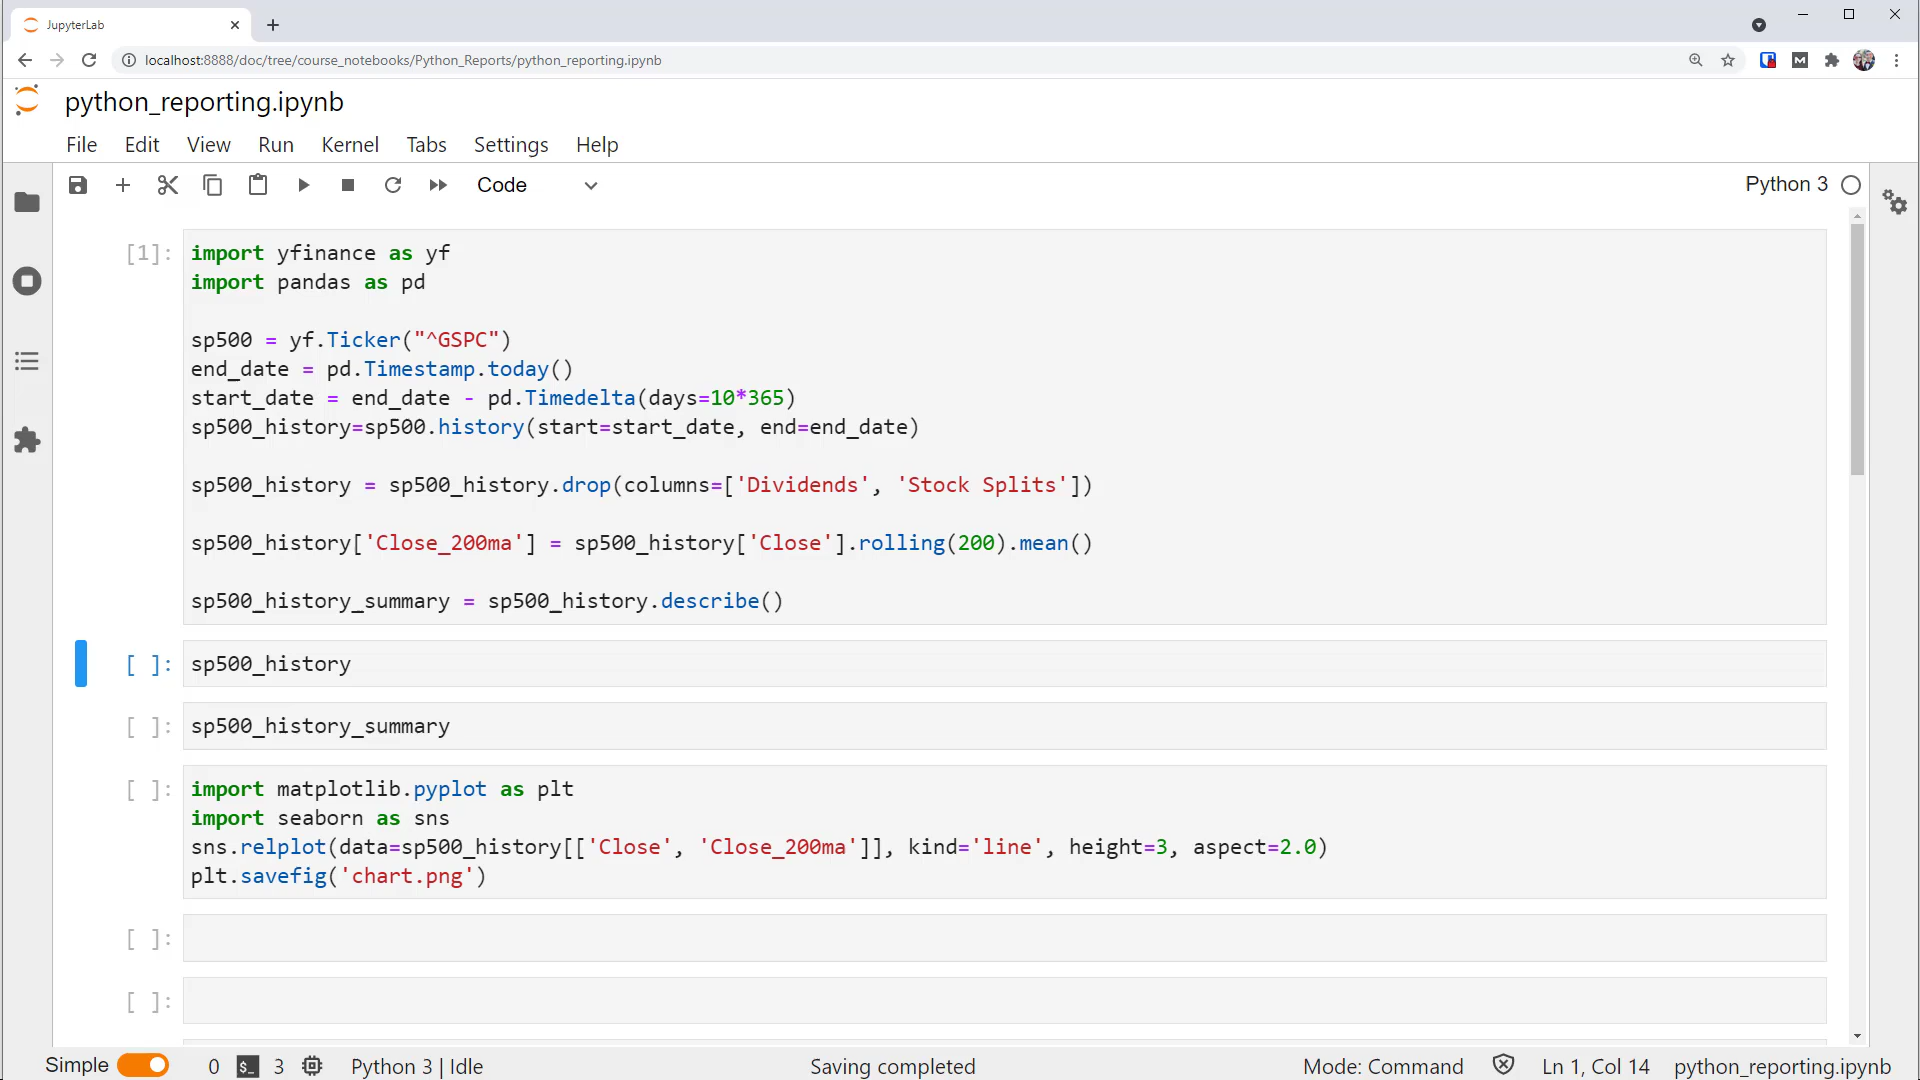 JupyterLab
localhost:8888/doc/tree/course_notebooks/Python_Reports/python_reporting.ipynb
python_reporting.ipynb
File Edit View Run Kernel Tabs Settings Help
Code
Python 3
[1]:
import yfinance as yf
import pandas as pd
sp500 = yf.Ticker("^GSPC")
end_date = pd.Timestamp.today()
start_date = end_date - pd.Timedelta(days=10*365)
sp500_history=sp500.history(start=start_date, end=end_date)
sp500_history = sp500_history.drop(columns=['Dividends', 'Stock Splits'])
sp500_history['Close_200ma'] = sp500_history['Close'].rolling(200).mean()
sp500_history_summary = sp500_history.describe()
[ ]: sp500_history
[ ]: sp500_history_summary
[ ]: import matplotlib.pyplot as plt
import seaborn as sns
sns.relplot(data=sp500_history[['Close', 'Close_200ma']], kind='line', height=3, aspect=2.0)
plt.savefig('chart.png')
[ ]:
[ ]:
Simple 0 $_ 3 Python 3 | Idle Saving completed Mode: Command Ln 1, Col 14 python_reporting.ipynb